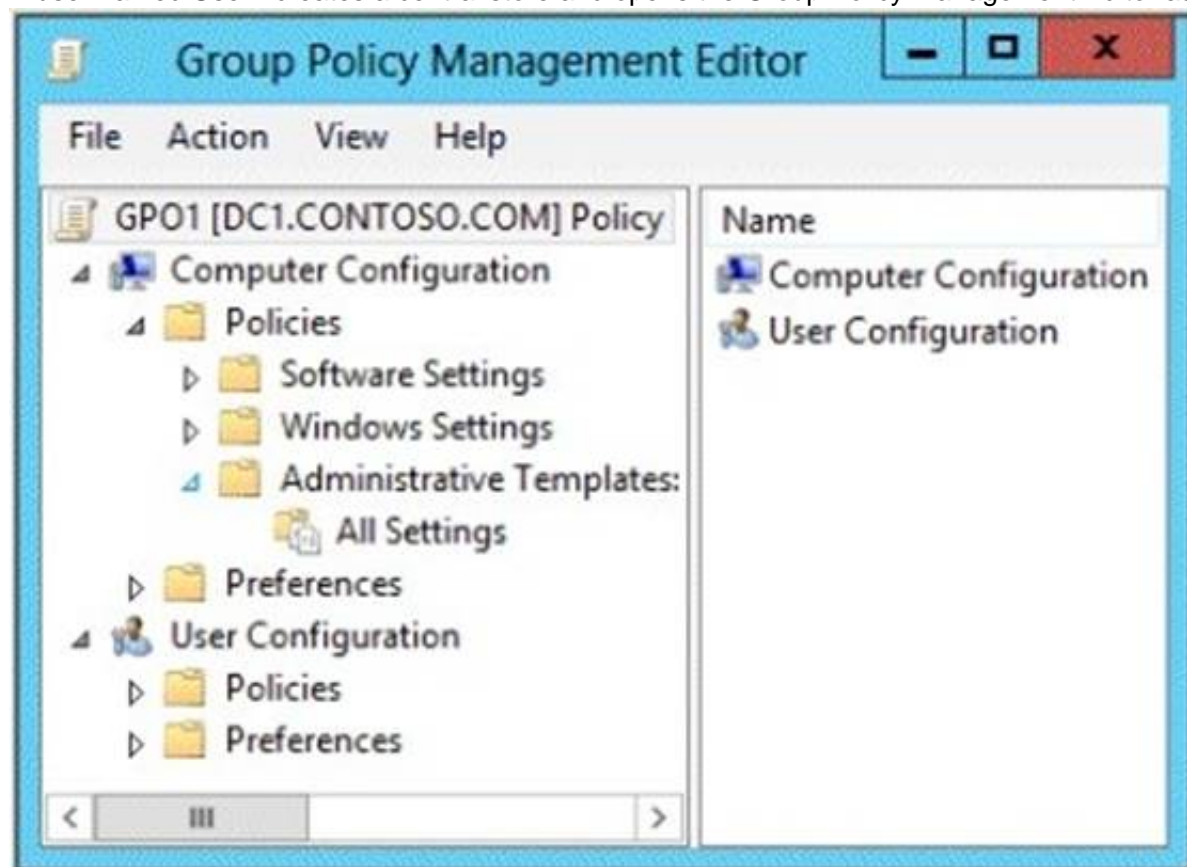 Group Policy Management Editor
File Action View Help
GPO1 [DC1.CONTOSO.COM] Policy
Computer Configuration
Policies
Software Settings
Windows Settings
Administrative Templates:
All Settings
Preferences
User Configuration
Policies
Preferences
Name
Computer Configuration
User Configuration